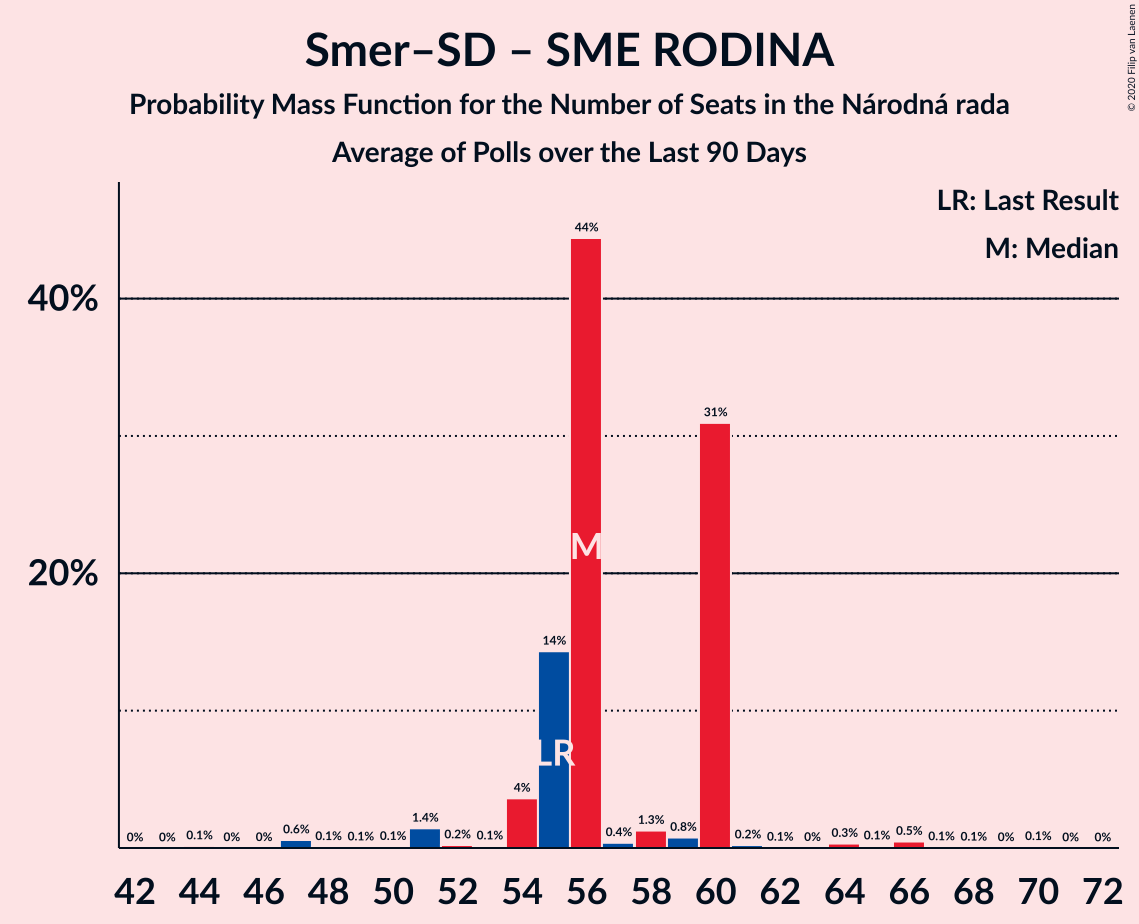 Smer–SD – SME RODINA
Probability Mass Function for the Number of Seats in the Národná rada
Average of Polls over the Last 90 Days
© 2020 Filip van Laenen
LR: Last Result
M: Median
40%
20%
0% 0% 0.1% 0% 0% 0.6% 0.1% 0.1% 0.1% 1.4% 0.2% 0.1% 4% 14% 44% 0.4% 1.3% 0.8% 31% 0.2% 0.1% 0% 0.3% 0.1% 0.5% 0.1% 0.1% 0% 0.1% 0% 0%
M
LR
42 44 46 48 50 52 54 56 58 60 62 64 66 68 70 72